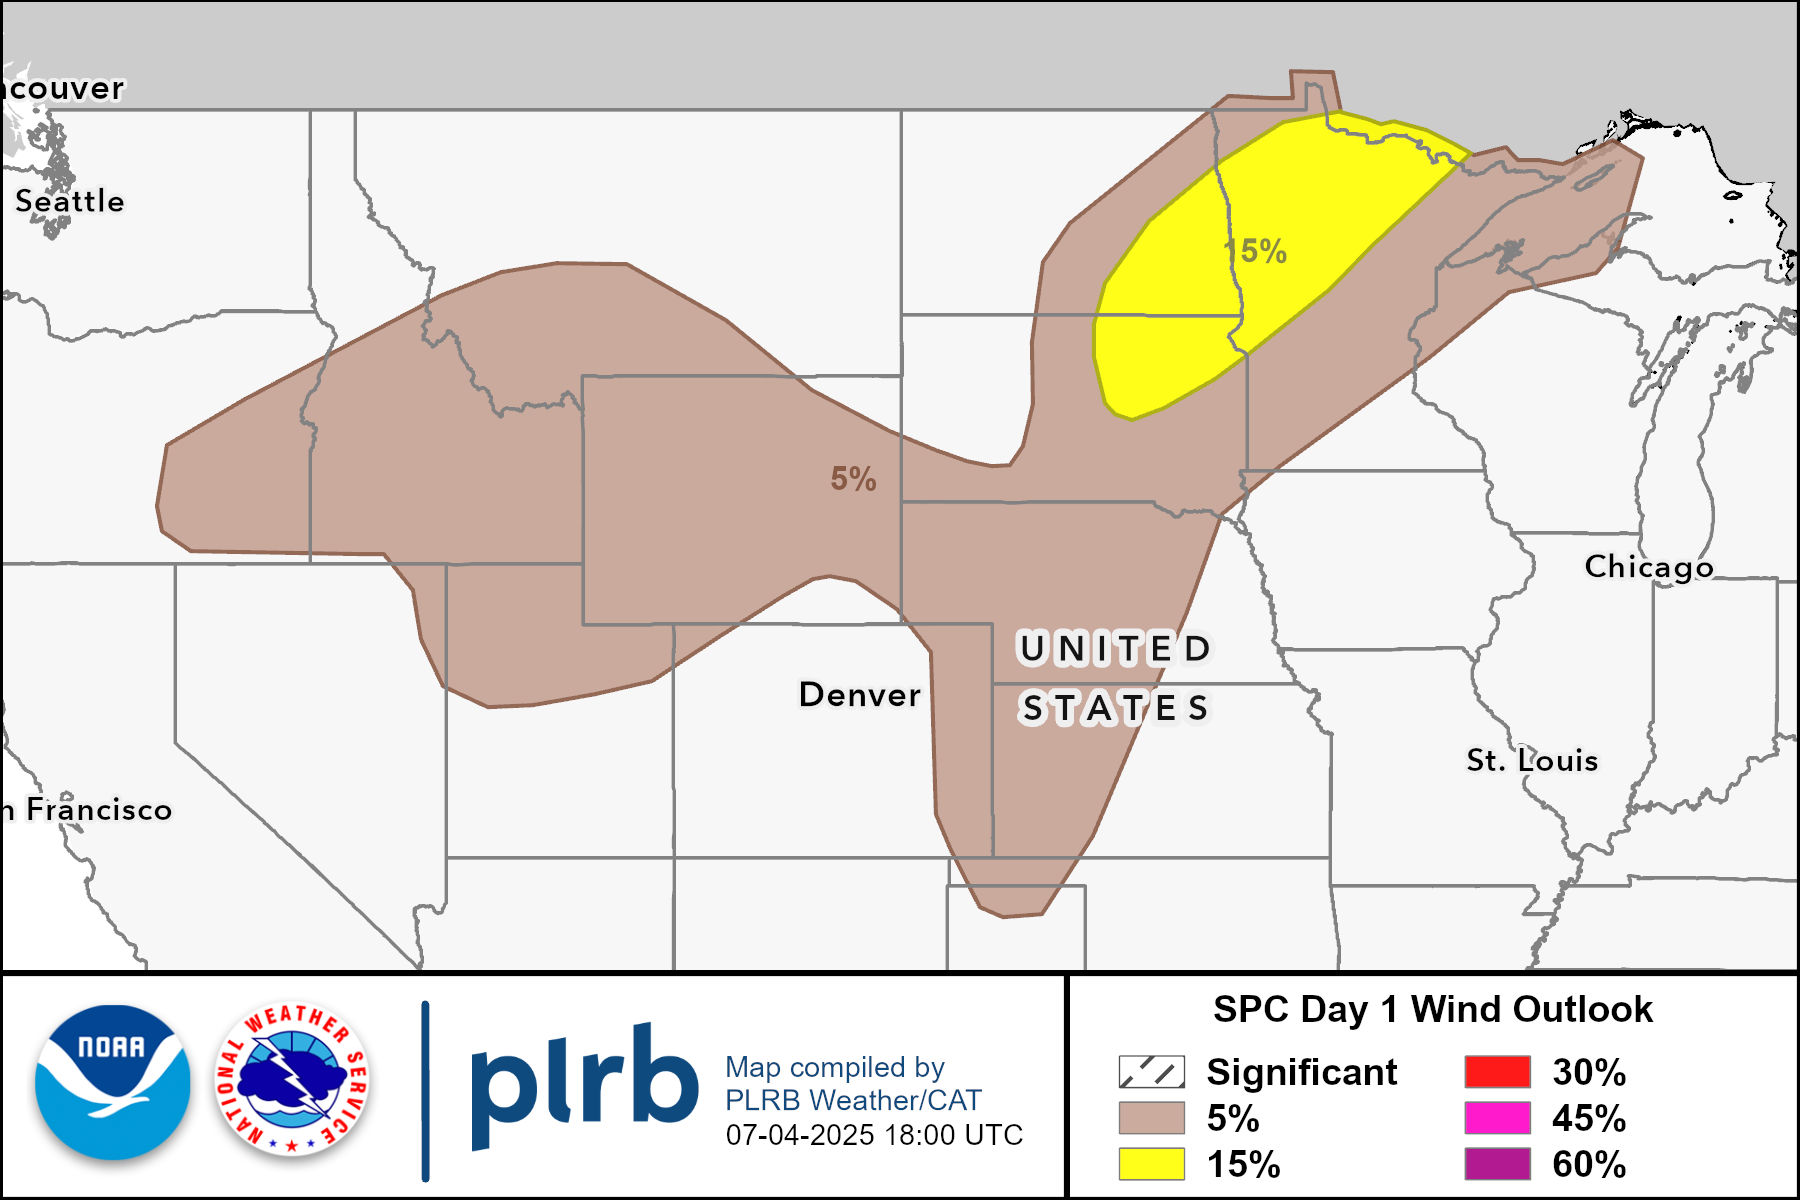 ncouver
Seattle
15%
5%
Chicago
UNITED
STATES
Denver
St. Louis
n Francisco
NOAA
NATIONAL WEATHER SERVICE
plrb
Map compiled by
PLRB Weather/CAT
07-04-2025 18:00 UTC
SPC Day 1 Wind Outlook
Significant
5%
15%
30%
45%
60%